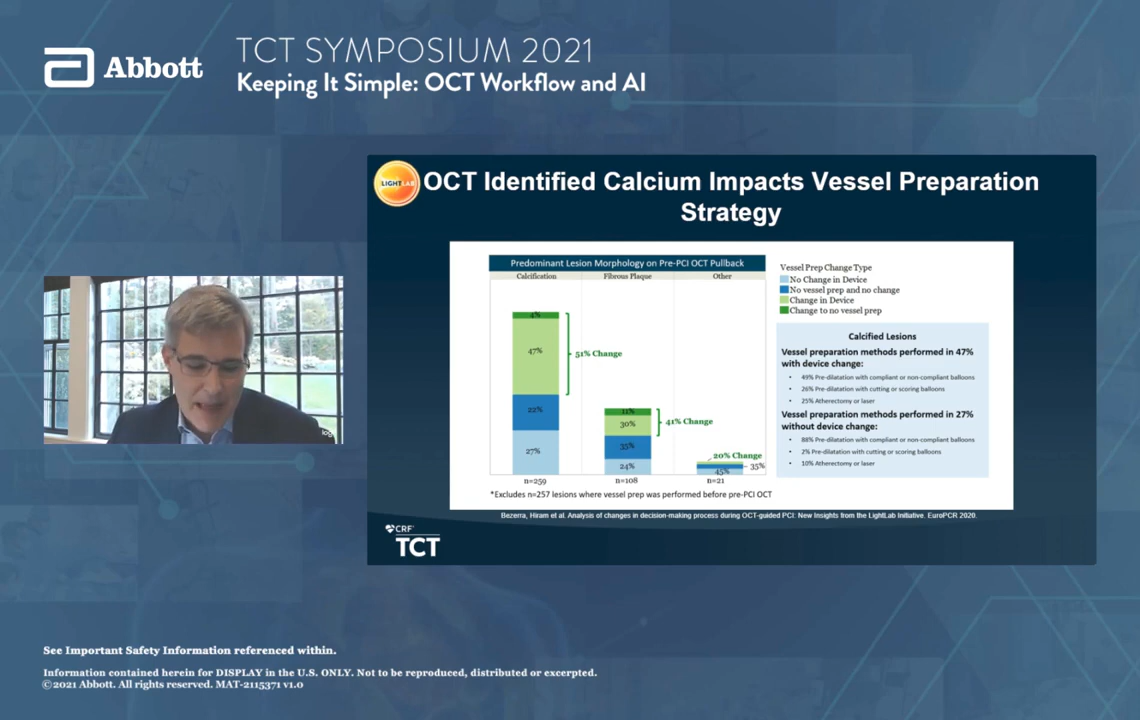 Abbott
TCT SYMPOSIUM 2021
Keeping It Simple: OCT Workflow and AI
LIGHTLAB
OCT Identified Calcium Impacts Vessel Preparation
Strategy
Predominant Lesion Morphology on Pre-PCI OCT Pullback
Calcification
Fibrous Plaque
Other
4%
47%
22%
27%
51% Change
11%
30%
35%
24%
41% Change
20% Change
35%
45%
n=259
n=108
n=21
*Excludes n=257 lesions where vessel prep was performed before pre-PCI OCT
Vessel Prep Change Type
No Change in Device
No vessel prep and no change
Change in Device
Change to no vessel prep
Calcified Lesions
Vessel preparation methods performed in 47%
with device change:
• 49% Pre-dilatation with compliant or non-compliant balloons
• 26% Pre-dilatation with cutting or scoring balloons
• 25% Atherectomy or laser
Vessel preparation methods performed in 27%
without device change:
• 88% Pre-dilatation with compliant or non-compliant balloons
• 2% Pre-dilatation with cutting or scoring balloons
• 10% Atherectomy or laser
Bezerra, Hiram et al. Analysis of changes in decision-making process during OCT-guided PCI: New Insights from the LightLab Initiative. EuroPCR 2020.
CRF
TCT
See Important Safety Information referenced within.
Information contained herein for DISPLAY in the U.S. ONLY. Not to be reproduced, distributed or excerpted.
©2021 Abbott. All rights reserved. MAT-2115371 v1.0